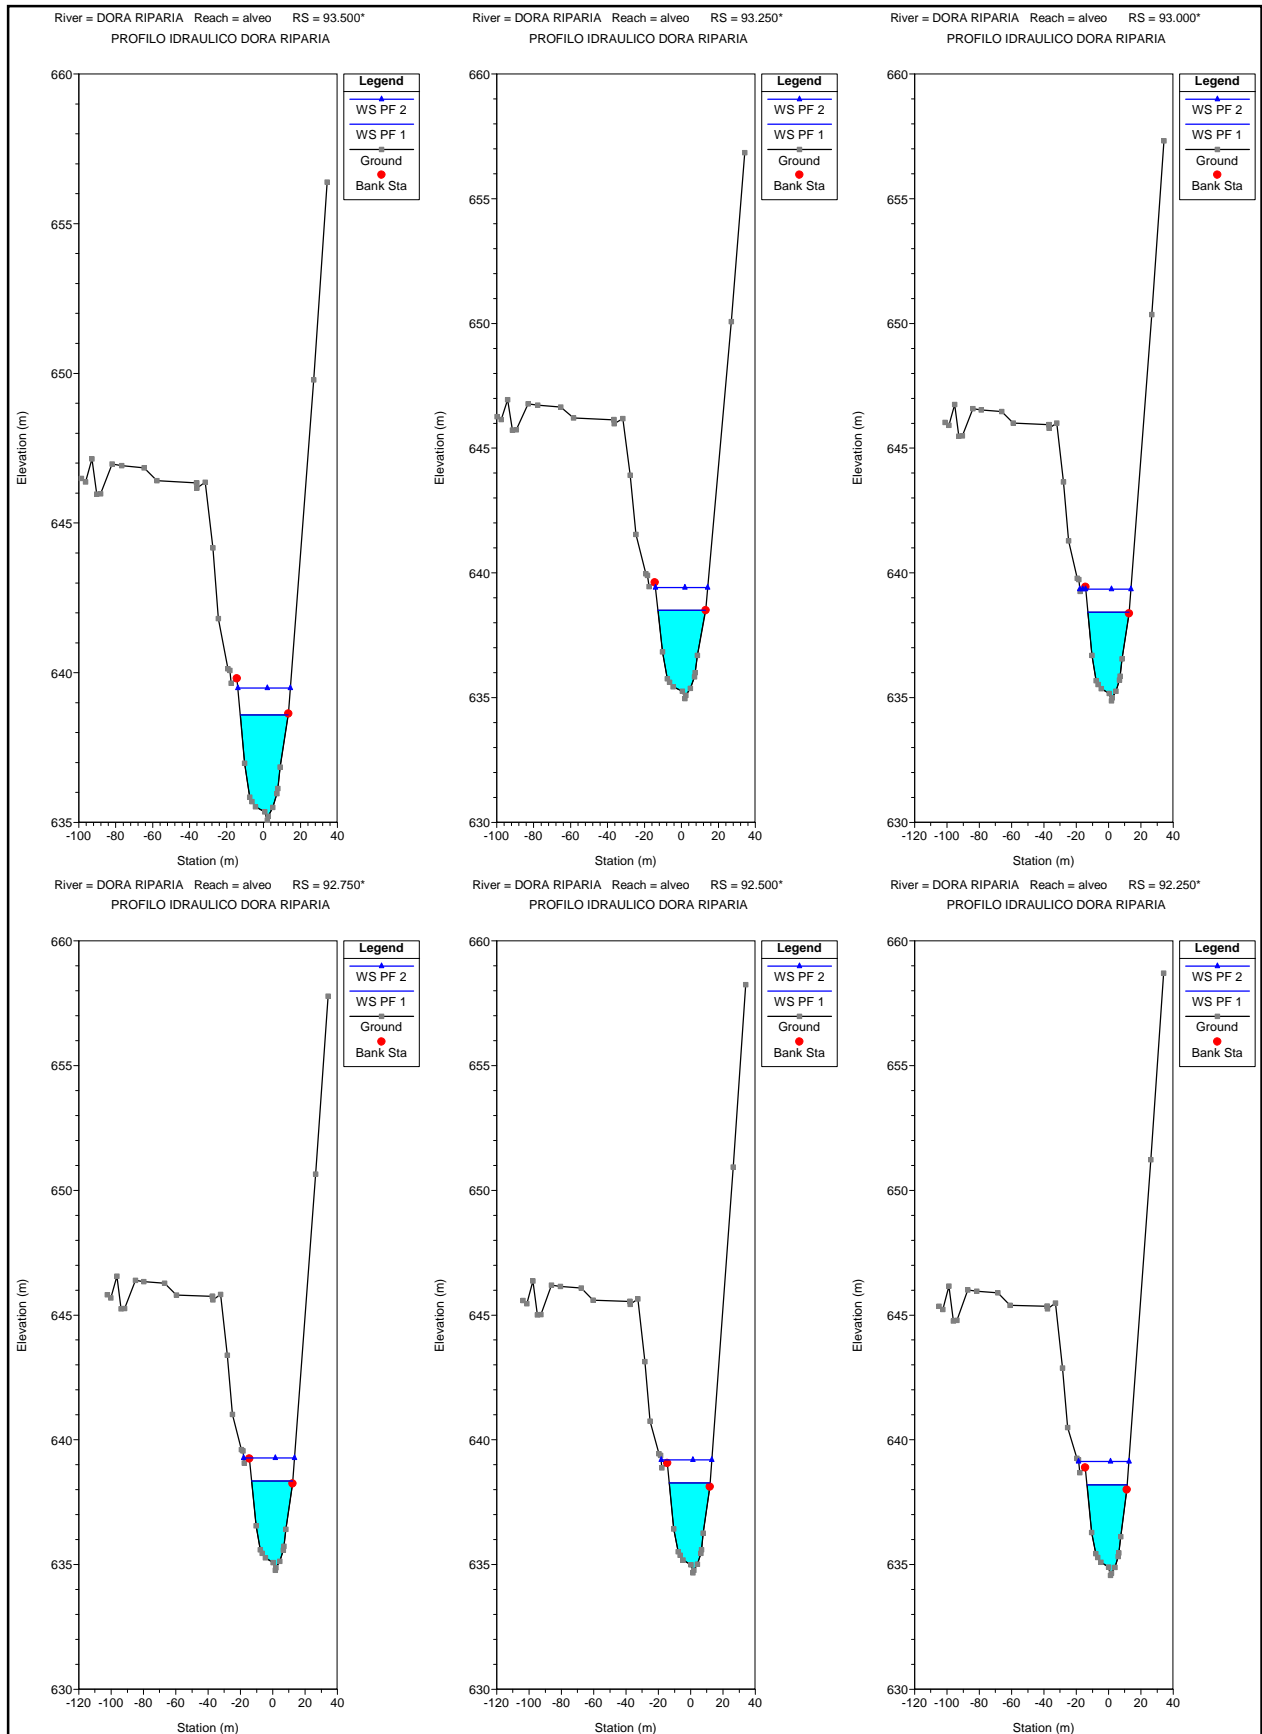 River = DORA RIPARIA Reach = alveo RS = 93.500*
PROFILO IDRAULICO DORA RIPARIA
660
655
650
645
640
635
Elevation (m)
-100 -80 -60 -40 -20 0 20 40
Station (m)
Legend
WS PF 2
WS PF 1
Ground
Bank Sta
River = DORA RIPARIA Reach = alveo RS = 93.250*
PROFILO IDRAULICO DORA RIPARIA
660
655
650
645
640
635
630
Elevation (m)
-100 -80 -60 -40 -20 0 20 40
Station (m)
Legend
WS PF 2
WS PF 1
Ground
Bank Sta
River = DORA RIPARIA Reach = alveo RS = 93.000*
PROFILO IDRAULICO DORA RIPARIA
660
655
650
645
640
635
630
Elevation (m)
-120 -100 -80 -60 -40 -20 0 20 40
Station (m)
Legend
WS PF 2
WS PF 1
Ground
Bank Sta
River = DORA RIPARIA Reach = alveo RS = 92.750*
PROFILO IDRAULICO DORA RIPARIA
660
655
650
645
640
635
630
Elevation (m)
-120 -100 -80 -60 -40 -20 0 20 40
Station (m)
Legend
WS PF 2
WS PF 1
Ground
Bank Sta
River = DORA RIPARIA Reach = alveo RS = 92.500*
PROFILO IDRAULICO DORA RIPARIA
660
655
650
645
640
635
630
Elevation (m)
-120 -100 -80 -60 -40 -20 0 20 40
Station (m)
Legend
WS PF 2
WS PF 1
Ground
Bank Sta
River = DORA RIPARIA Reach = alveo RS = 92.250*
PROFILO IDRAULICO DORA RIPARIA
660
655
650
645
640
635
630
Elevation (m)
-120 -100 -80 -60 -40 -20 0 20 40
Station (m)
Legend
WS PF 2
WS PF 1
Ground
Bank Sta